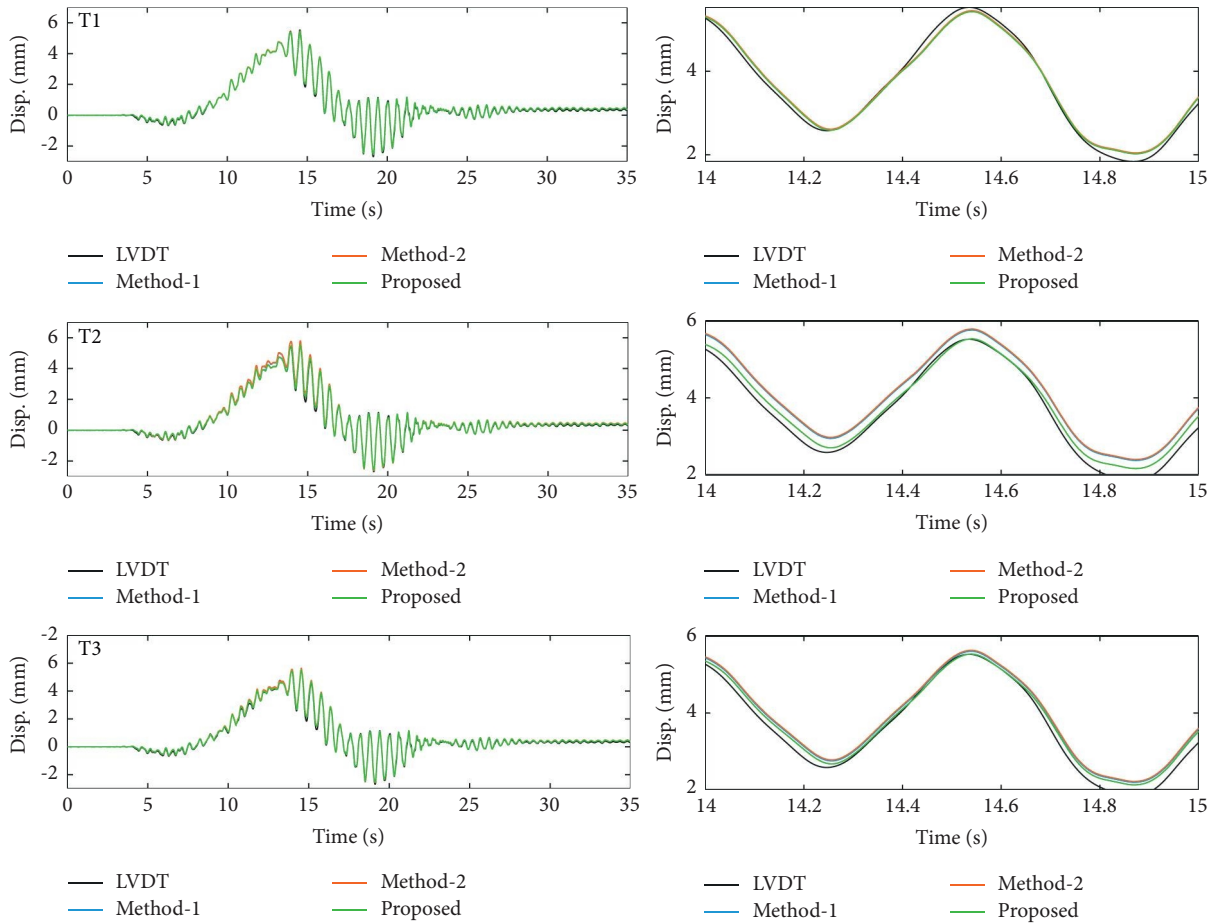 T1
Disp. (mm)
6
4
2
0
-2
0 5 10 15 20 25 30 35
Time (s)
LVDT Method-2
Method-1 Proposed
Disp. (mm)
4
2
14 14.2 14.4 14.6 14.8 15
Time (s)
LVDT Method-2
Method-1 Proposed
T2
Disp. (mm)
6
4
2
0
-2
0 5 10 15 20 25 30 35
Time (s)
LVDT Method-2
Method-1 Proposed
Disp. (mm)
6
4
2
14 14.2 14.4 14.6 14.8 15
Time (s)
LVDT Method-2
Method-1 Proposed
T3
Disp. (mm)
-2
6
4
2
0
-2
0 5 10 15 20 25 30 35
Time (s)
LVDT Method-2
Method-1 Proposed
Disp. (mm)
6
4
2
14 14.2 14.4 14.6 14.8 15
Time (s)
LVDT Method-2
Method-1 Proposed